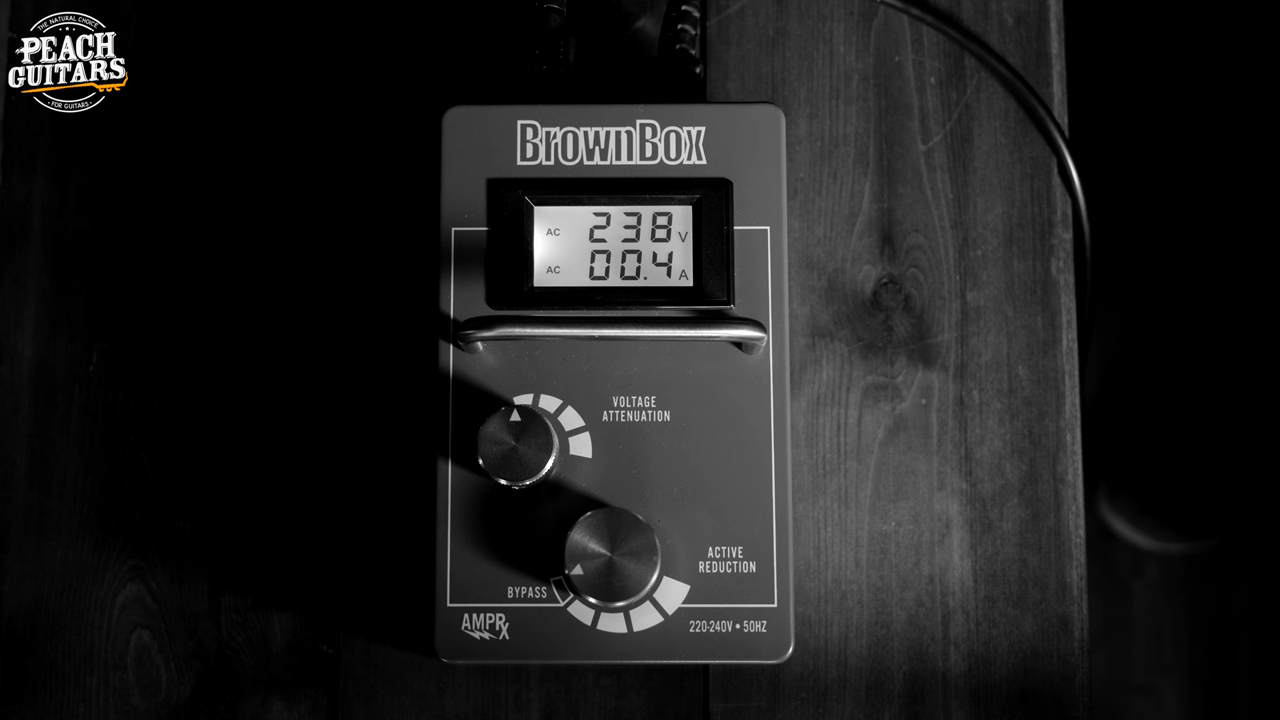 THE NATURAL CHOICE
PEACH
GUITARS
• FOR GUITARS •
BrownBox
AC 238 V
AC 00.4 A
VOLTAGE
ATTENUATION
ACTIVE
REDUCTION
BYPASS
AMPRX
220-240V • 50HZ